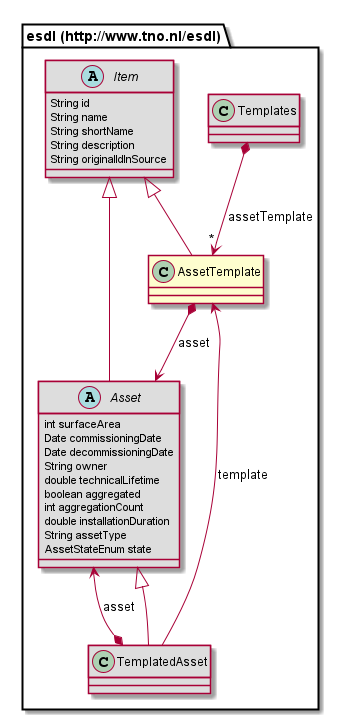 esdl (http://www.tno.nl/esdl)
A Item
String id
String name
String shortName
String description
String originalIdInSource
C Templates
assetTemplate
*
C AssetTemplate
asset
A Asset
int surfaceArea
Date commissioningDate
Date decommissioningDate
String owner
double technicalLifetime
boolean aggregated
int aggregationCount
double installationDuration
String assetType
AssetStateEnum state
template
asset
C TemplatedAsset